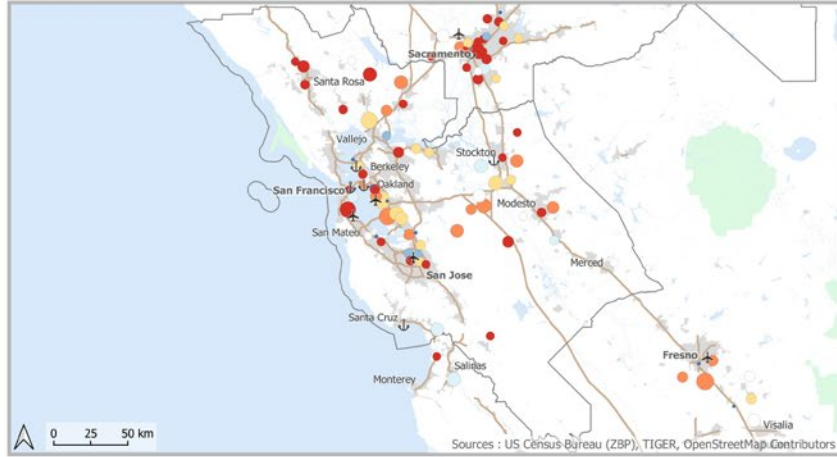 Sacramento
Santa Rosa
Vallejo
Stockton
Berkeley
Oakland
San Francisco
Modesto
San Mateo
Merced
San Jose
Santa Cruz
Fresno
Salinas
Monterey
Visalia
0 25 50 km
Sources : US Census Bureau (ZBP), TIGER, OpenStreetMap Contributors